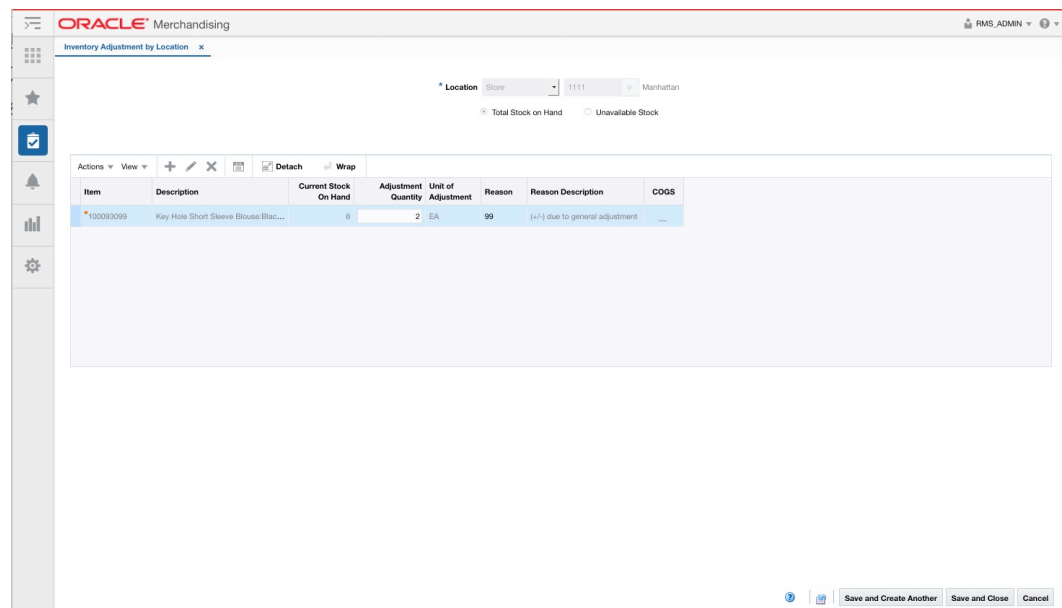 ORACLE® Merchandising
RMS_ADMIN
Inventory Adjustment by Location x
* Location Store 1111 Manhattan
Total Stock on Hand Unavailable Stock
Actions View Detach Wrap
Item Description Current Stock On Hand Adjustment Quantity Unit of Adjustment Reason Reason Description COGS
100093099 Key Hole Short Sleeve Blouse:Blac... 6 2 EA 99 (+/-) due to general adjustment __
Save and Create Another Save and Close Cancel